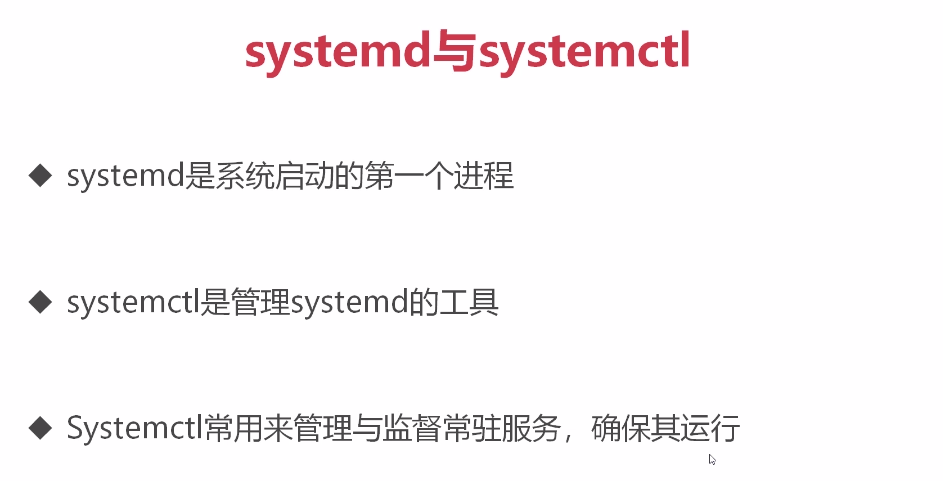 systemd与systemctl
◆ systemd是系统启动的第一个进程
◆ systemctl是管理systemd的工具
◆ Systemctl常用来管理与监督常驻服务，确保其运行